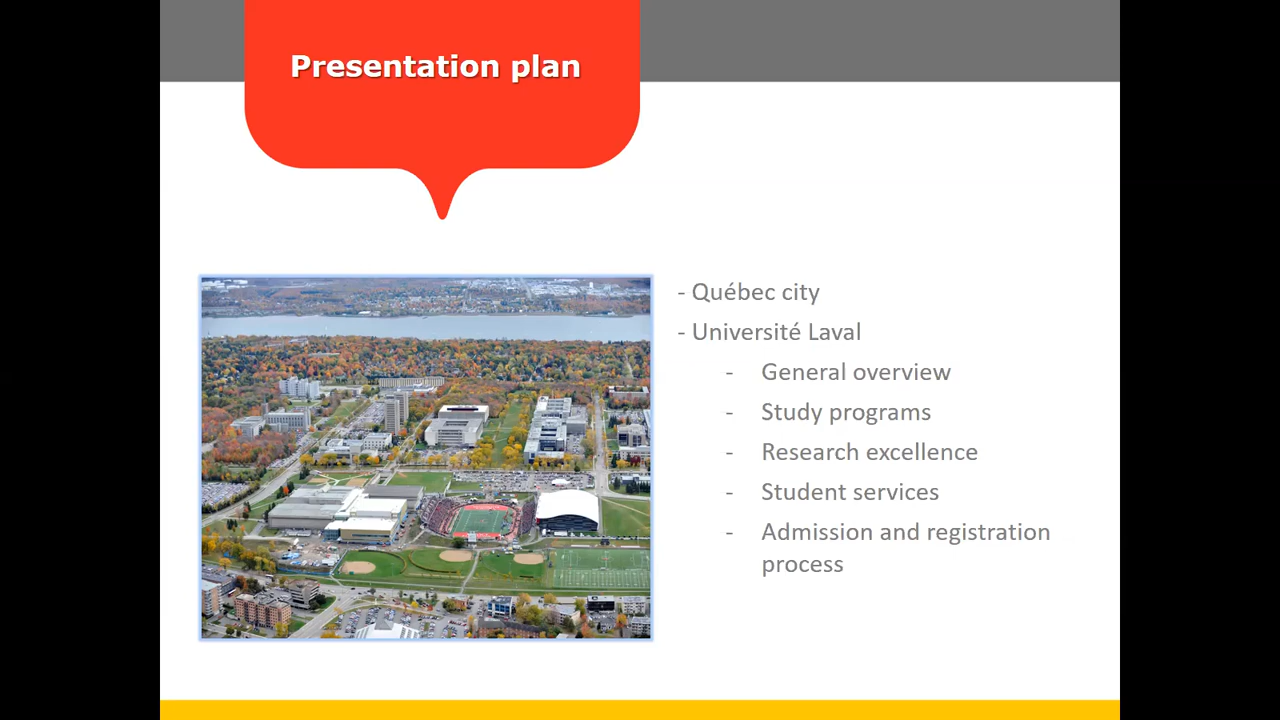 Presentation plan
- Québec city
- Université Laval
- General overview
- Study programs
- Research excellence
- Student services
- Admission and registration
process